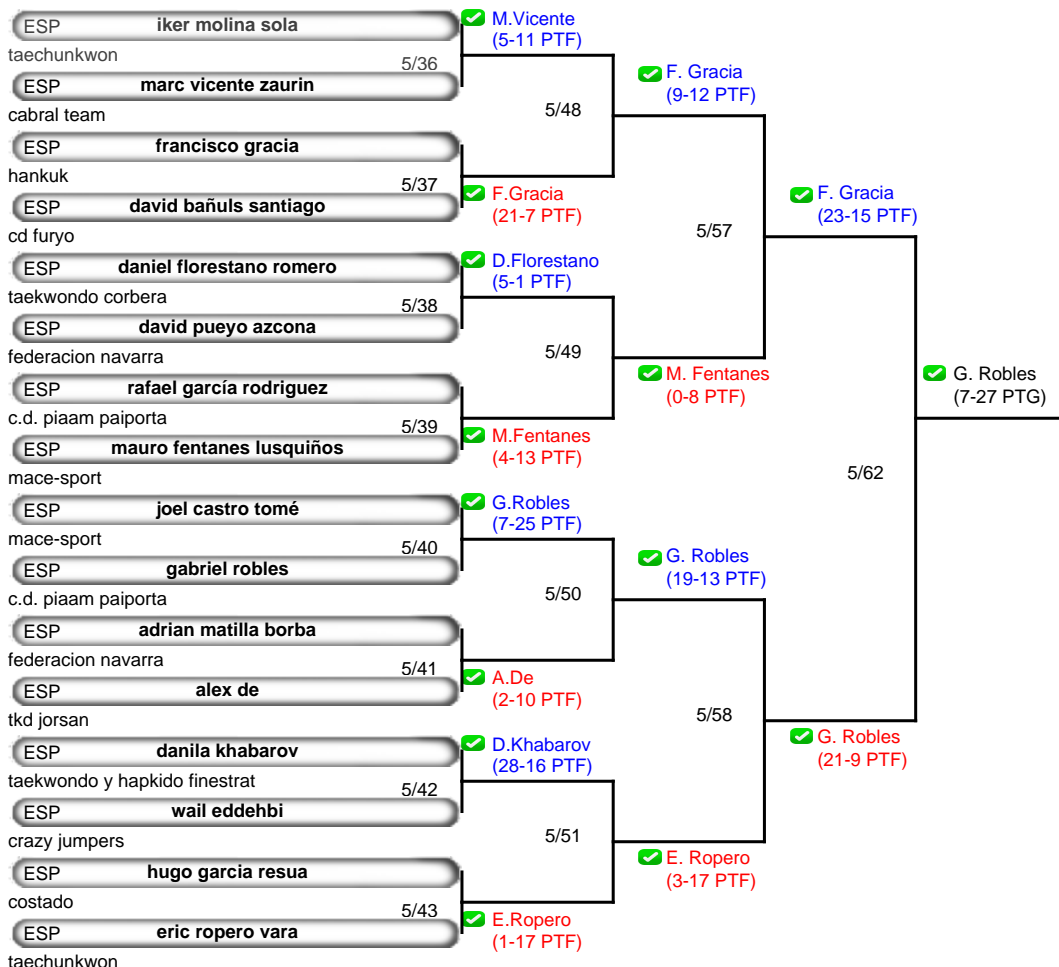 ESP iker molina sola
taechunkwon
5/36
ESP marc vicente zaurin
cabral team
ESP francisco gracia
hankuk
5/37
ESP david bañuls santiago
cd furyo
ESP daniel florestano romero
taekwondo corbera
5/38
ESP david pueyo azcona
federacion navarra
ESP rafael garcía rodriguez
c.d. piaam paiporta
5/39
ESP mauro fentanes lusquiños
mace-sport
ESP joel castro tomé
mace-sport
5/40
ESP gabriel robles
c.d. piaam paiporta
ESP adrian matilla borba
federacion navarra
5/41
ESP alex de
tkd jorsan
ESP danila khabarov
taekwondo y hapkido finestrat
5/42
ESP wail eddehbi
crazy jumpers
ESP hugo garcia resua
costado
5/43
ESP eric ropero vara
taechunkwon
M.Vicente
(5-11 PTF)
5/48
F.Gracia
(21-7 PTF)
D.Florestano
(5-1 PTF)
5/49
M.Fentanes
(4-13 PTF)
G.Robles
(7-25 PTF)
5/50
A.De
(2-10 PTF)
D.Khabarov
(28-16 PTF)
5/51
E.Ropero
(1-17 PTF)
F. Gracia
(9-12 PTF)
5/57
M. Fentanes
(0-8 PTF)
G. Robles
(19-13 PTF)
5/58
E. Ropero
(3-17 PTF)
F. Gracia
(23-15 PTF)
5/62
G. Robles
(21-9 PTF)
G. Robles
(7-27 PTG)